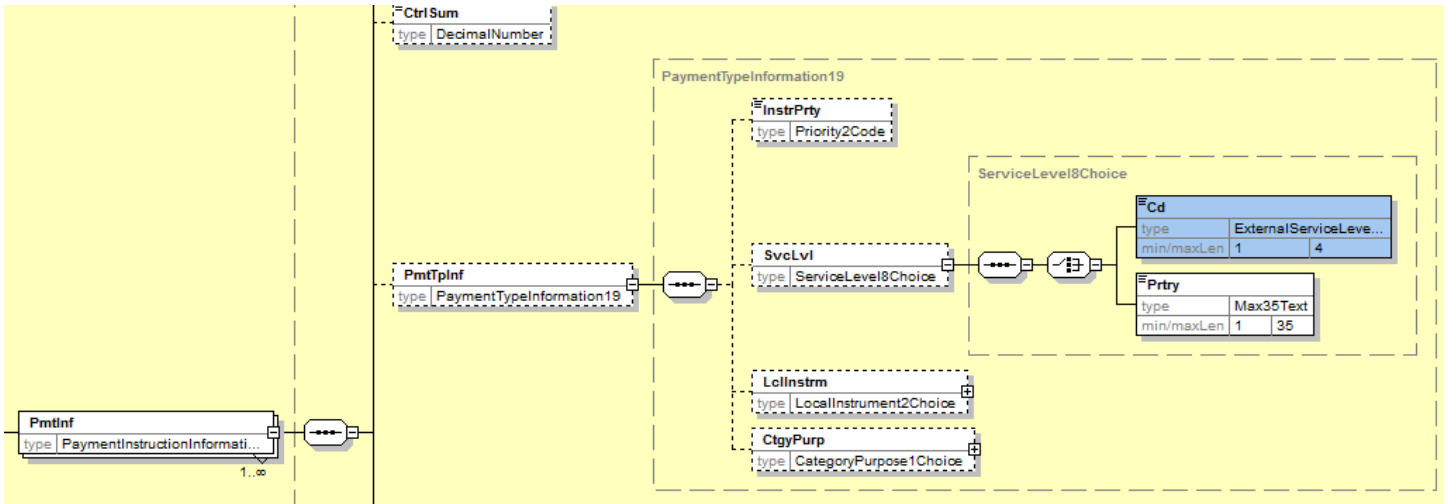 CtrlSum
type DecimalNumber
PaymentTypeInformation19
InstrPrty
type Priority2Code
ServiceLevel8Choice
Cd
type ExternalServiceLeve...
min/maxLen 1 4
SvcLvl
type ServiceLevel8Choice
PmtTpInf
type PaymentTypeInformation19
Prtry
type Max35Text
min/maxLen 1 35
LclInstrm
type LocalInstrument2Choice
PmtInf
type PaymentInstructionInformati...
1..∞
CtgyPurp
type CategoryPurpose1Choice